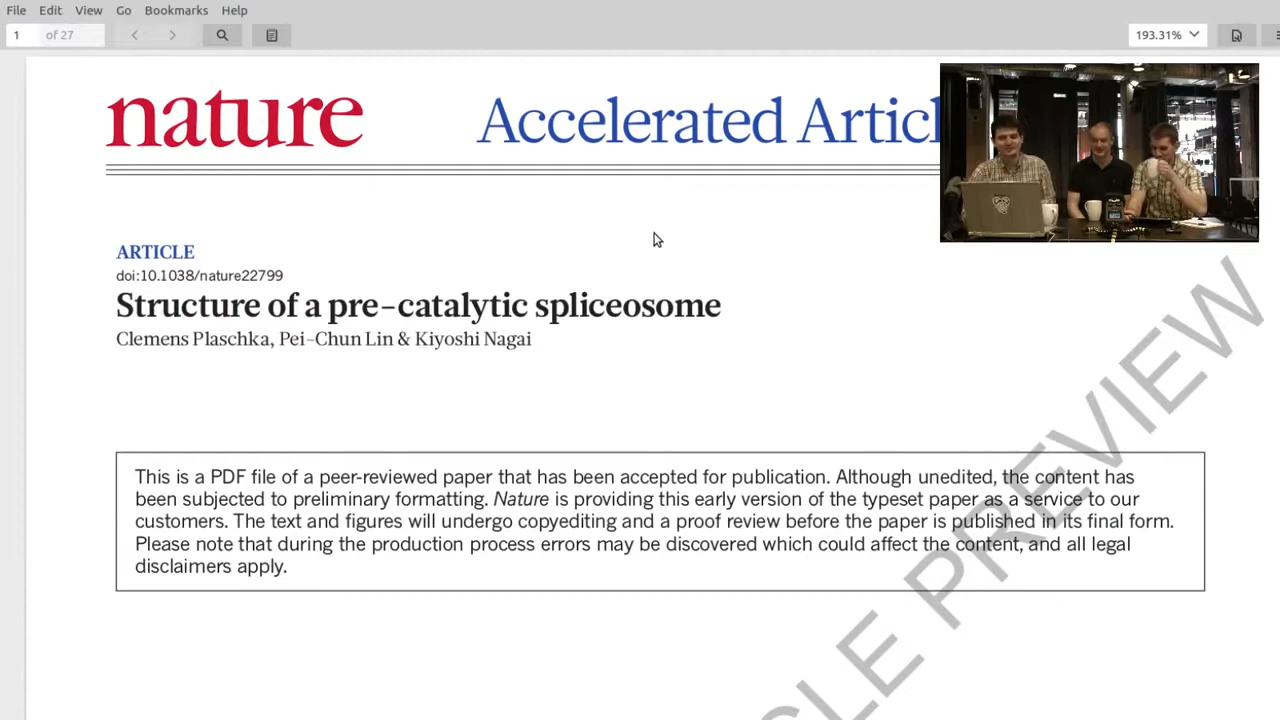 File Edit View Go Bookmarks Help
1 of 27
193.31%
nature Accelerated Articl
ARTICLE
doi:10.1038/nature22799
Structure of a pre-catalytic spliceosome
Clemens Plaschka, Pei-Chun Lin & Kiyoshi Nagai
This is a PDF file of a peer-reviewed paper that has been accepted for publication. Although unedited, the content has
been subjected to preliminary formatting. Nature is providing this early version of the typeset paper as a service to our
customers. The text and figures will undergo copyediting and a proof review before the paper is published in its final form.
Please note that during the production process errors may be discovered which could affect the content, and all legal
disclaimers apply.
CLE PREVIEW